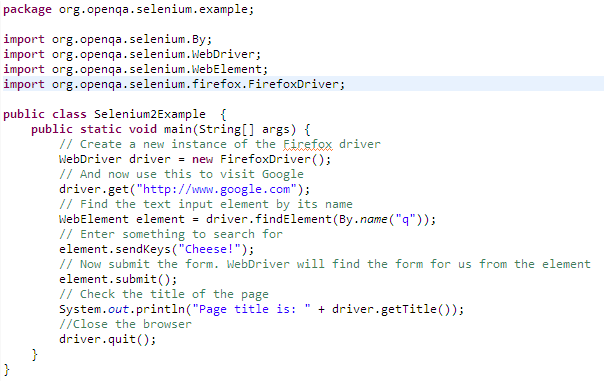 package org.openqa.selenium.example;
import org.openqa.selenium.By;
import org.openqa.selenium.WebDriver;
import org.openqa.selenium.WebElement;
import org.openqa.selenium.firefox.FirefoxDriver;
public class Selenium2Example  {
    public static void main(String[] args) {
        // Create a new instance of the Firefox driver
        WebDriver driver = new FirefoxDriver();
        // And now use this to visit Google
        driver.get("http://www.google.com");
        // Find the text input element by its name
        WebElement element = driver.findElement(By.name("q"));
        // Enter something to search for
        element.sendKeys("Cheese!");
        // Now submit the form. WebDriver will find the form for us from the element
        element.submit();
        // Check the title of the page
        System.out.println("Page title is: " + driver.getTitle());
        //Close the browser
        driver.quit();
    }
}